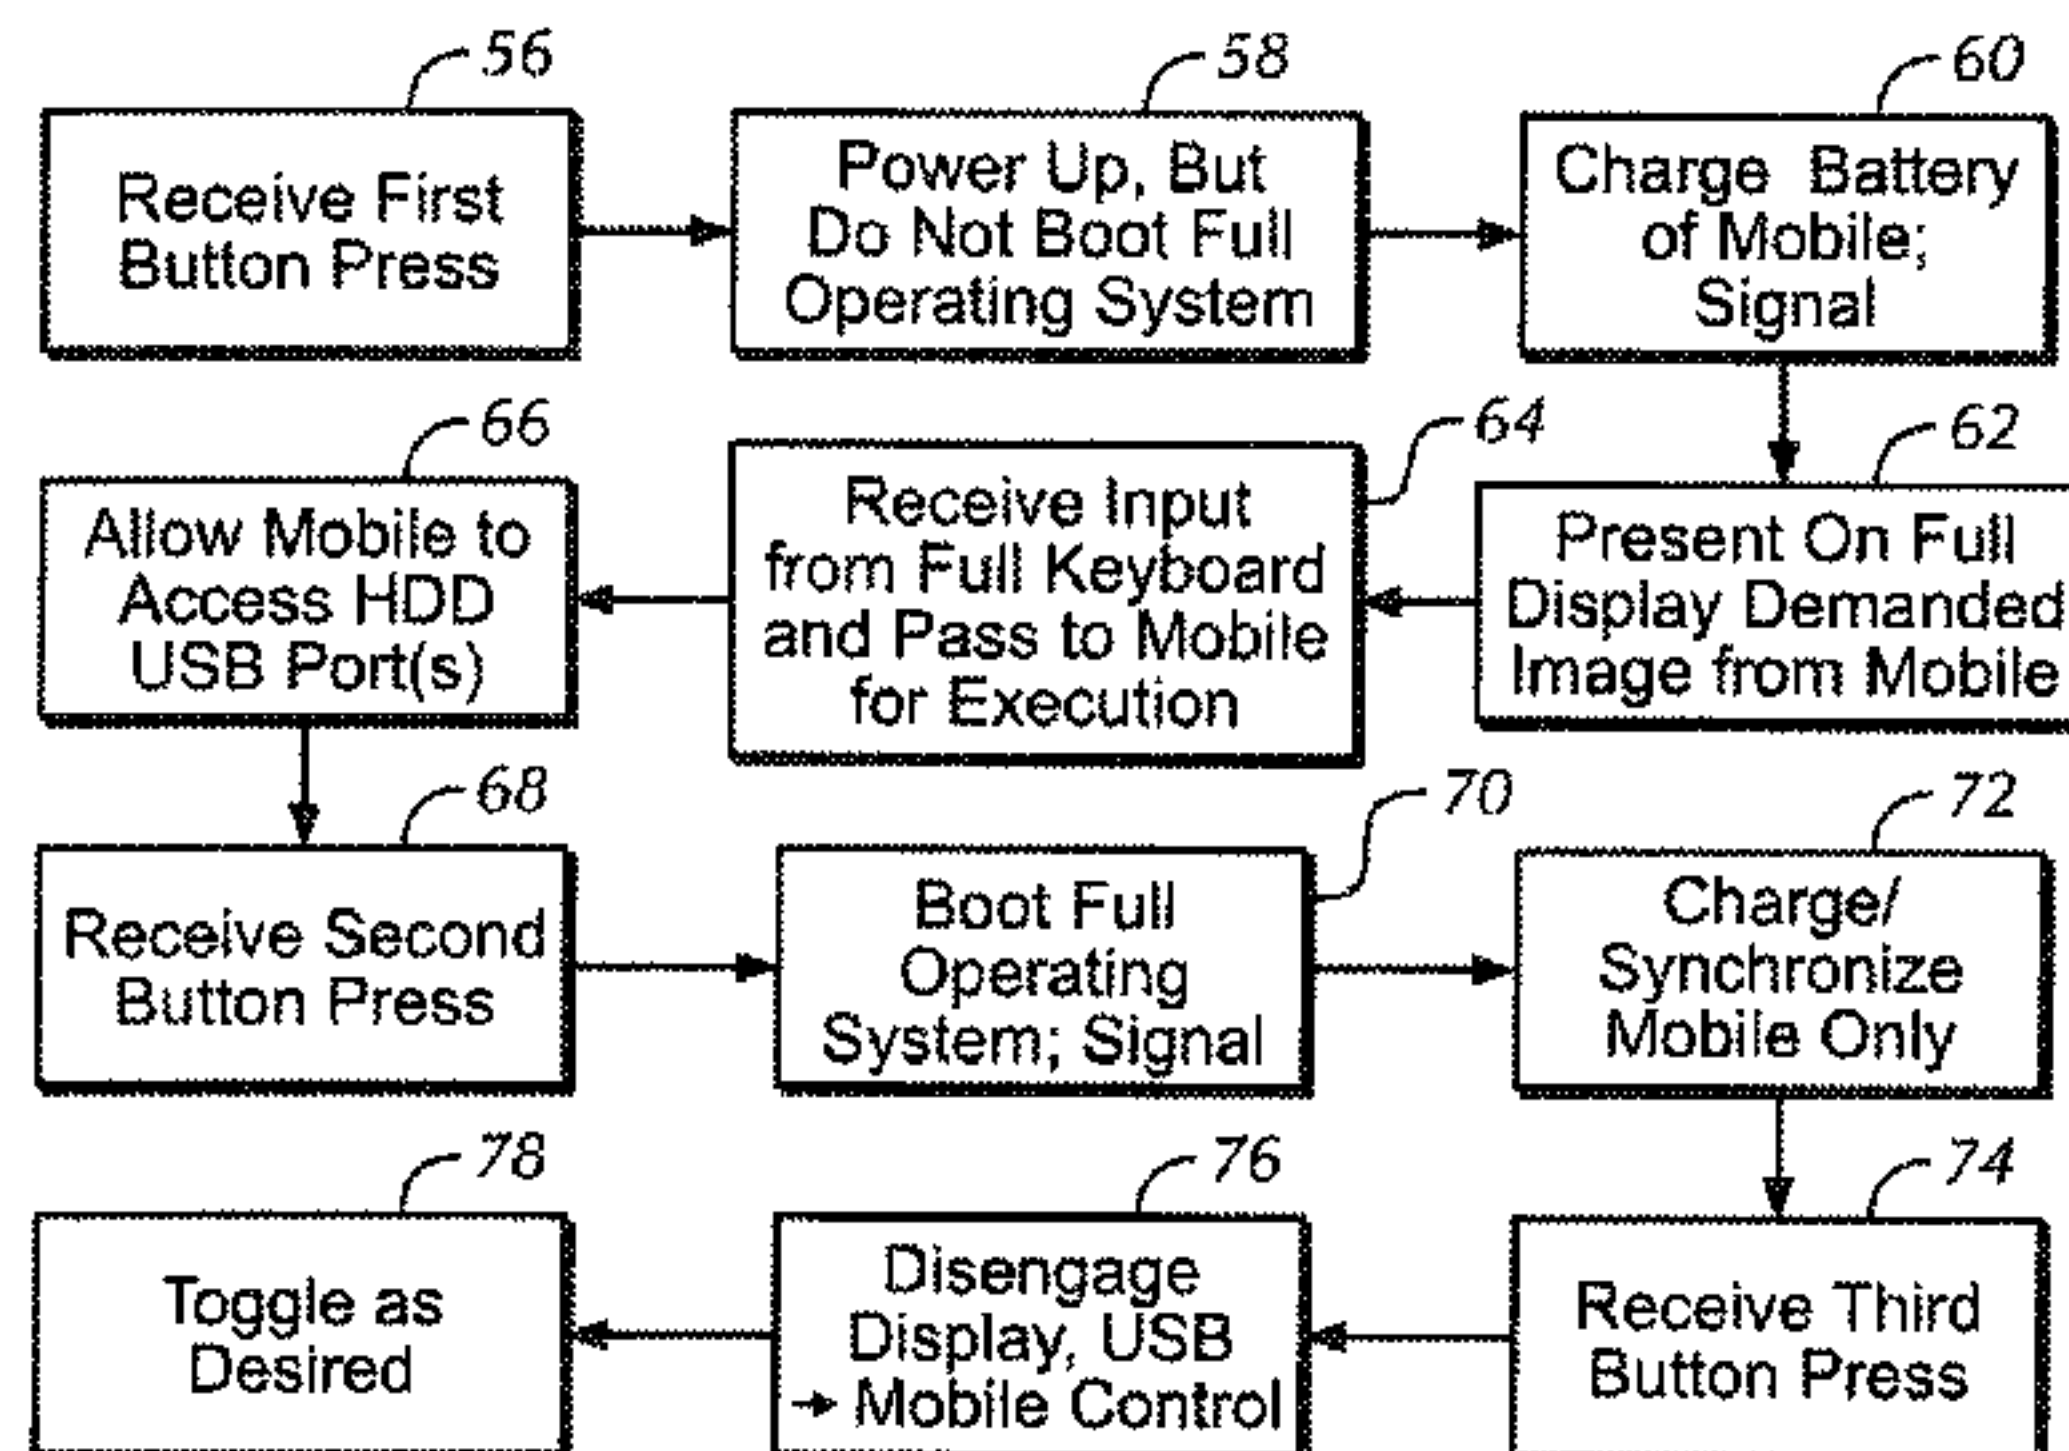 56
Receive First
Button Press
58
Power Up, But
Do Not Boot Full
Operating System
60
Charge Battery
of Mobile;
Signal
62
Present On Full
Display Demanded
Image from Mobile
64
Receive Input
from Full Keyboard
and Pass to Mobile
for Execution
66
Allow Mobile to
Access HDD
USB Port(s)
68
Receive Second
Button Press
70
Boot Full
Operating
System; Signal
72
Charge/
Synchronize
Mobile Only
74
Receive Third
Button Press
76
Disengage
Display, USB
→ Mobile Control
78
Toggle as
Desired